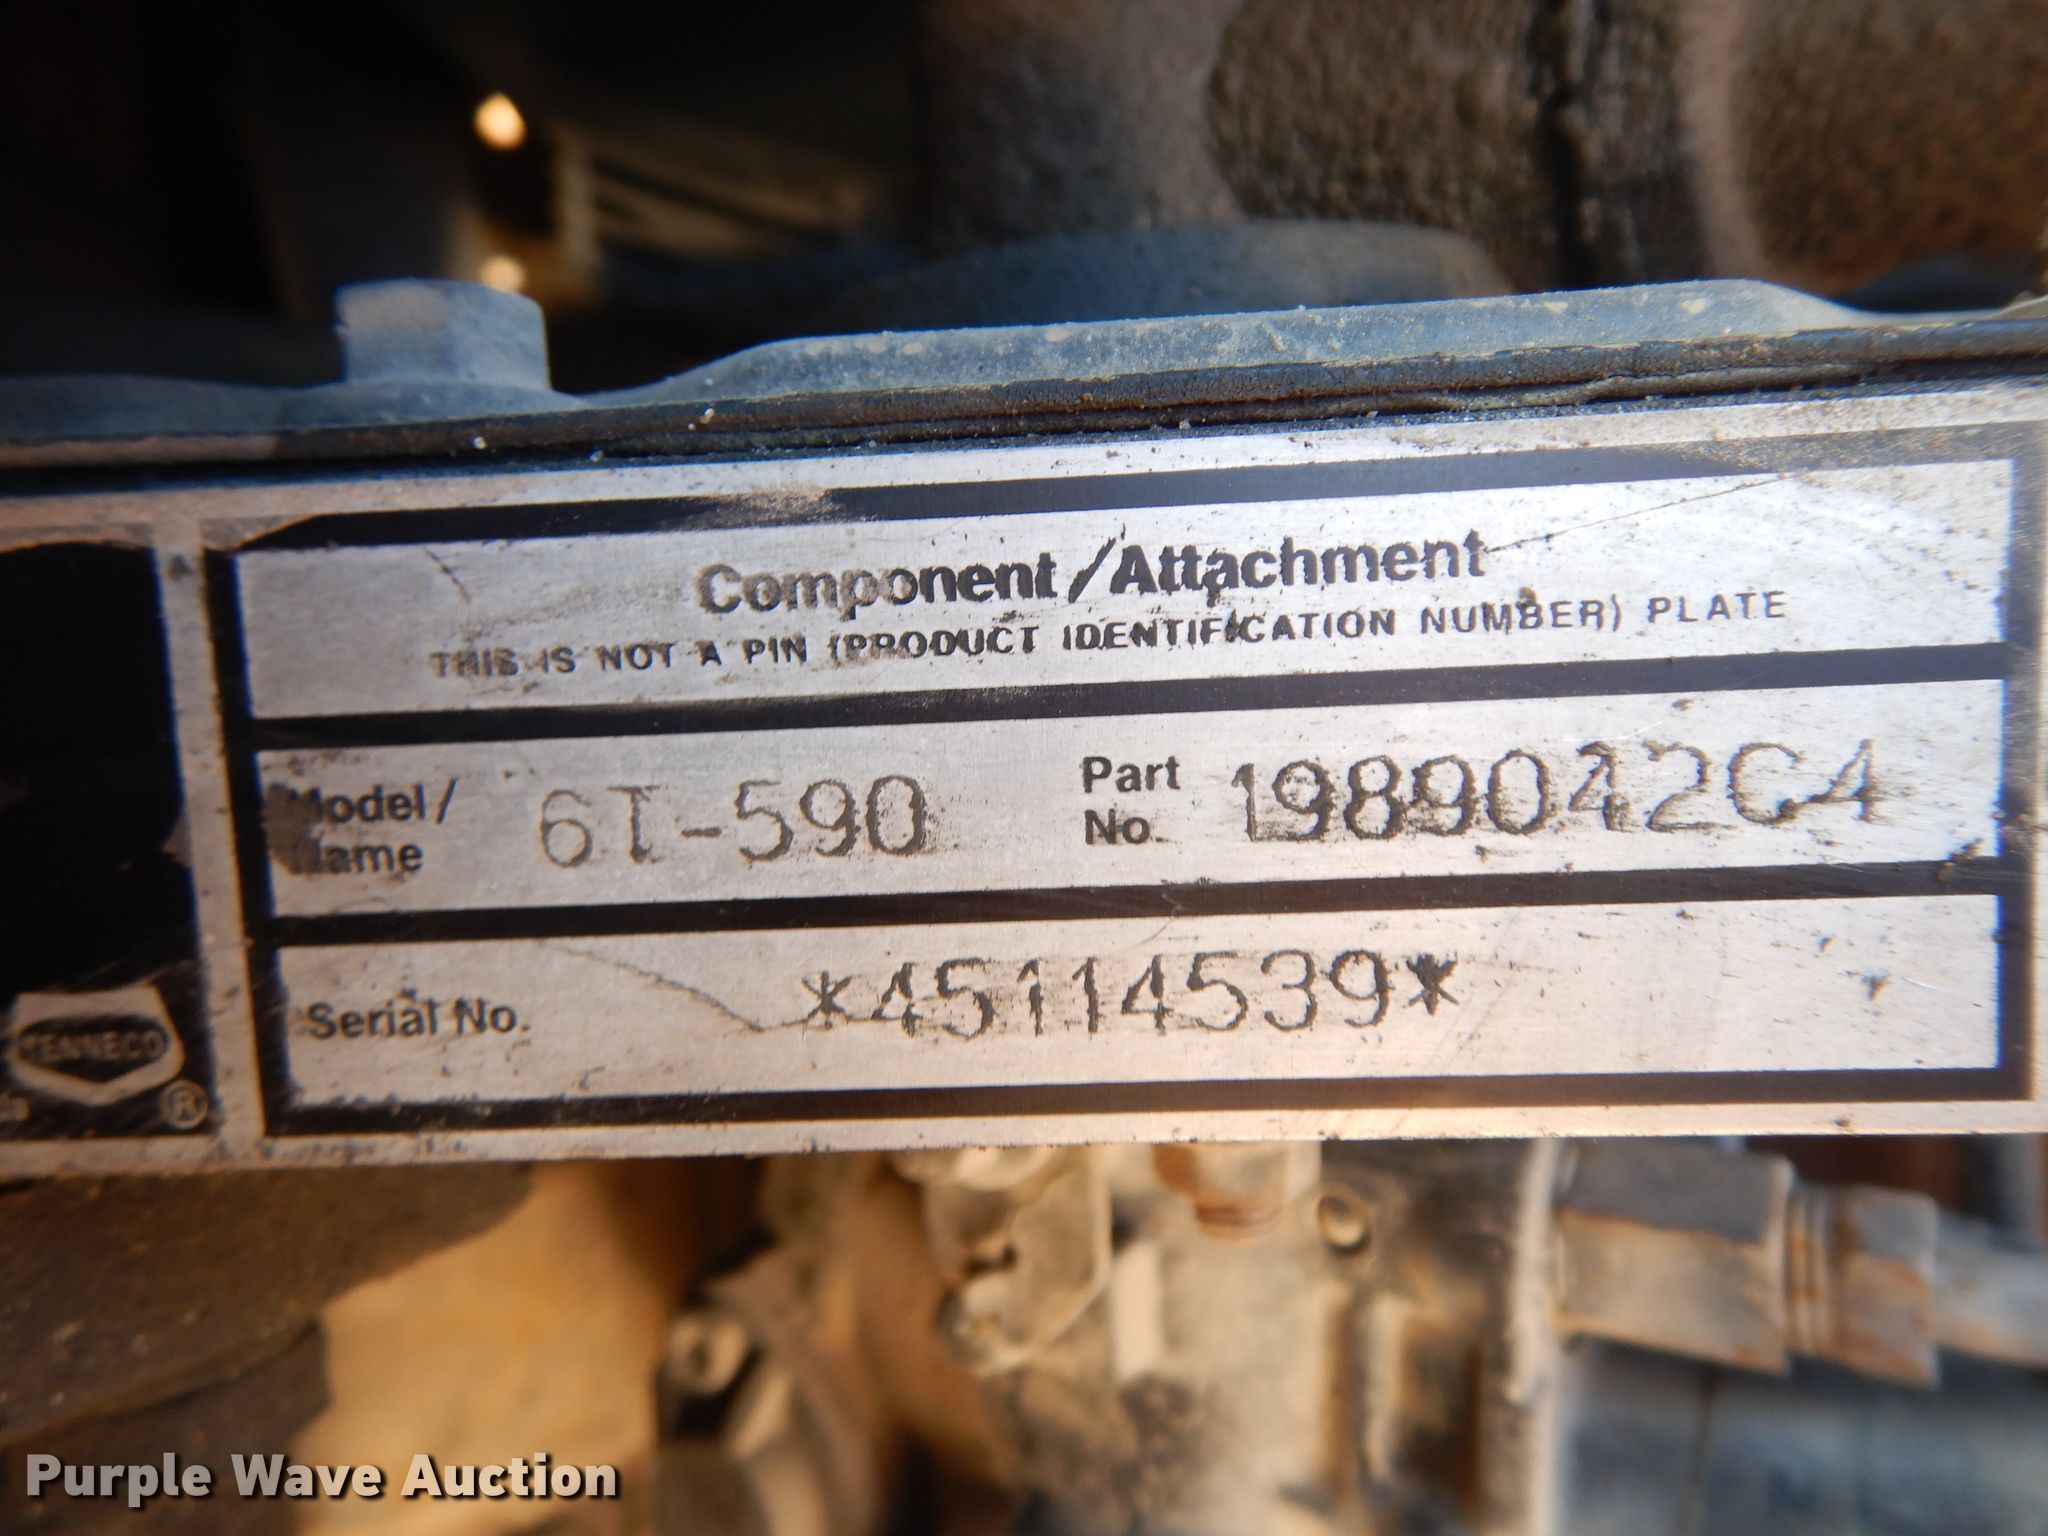 Component/Attachment
THIS IS NOT A PIN (PRODUCT IDENTIFICATION NUMBER) PLATE
Model/
Name
6T-590
Part
No.
1989042C4
Serial No.
*45114539*
TENNECO
®
Purple Wave Auction